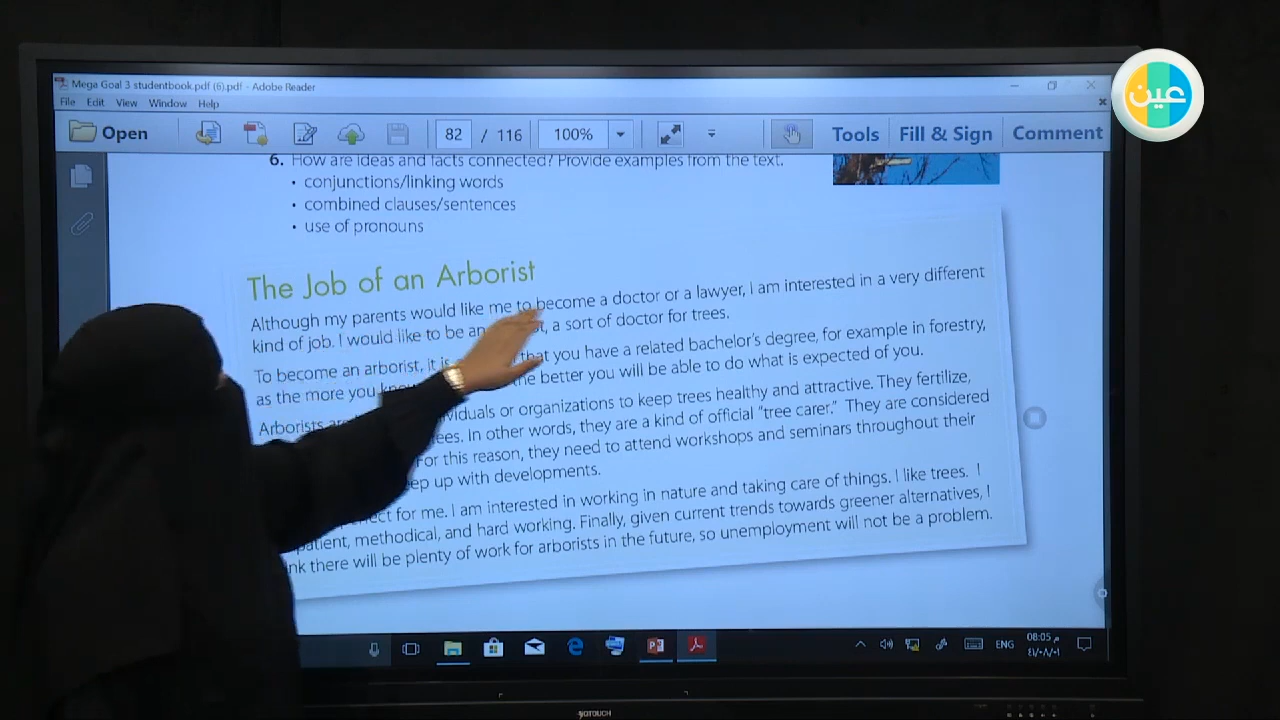 Mega Goal 3 studentbook.pdf (6).pdf - Adobe Reader
عين
File Edit View Window Help
Open 82 / 116 100% Tools Fill & Sign Comment
6. How are ideas and facts connected? Provide examples from the text.
• conjunctions/linking words
• combined clauses/sentences
• use of pronouns
The Job of an Arborist
Although my parents would like me to become a doctor or a lawyer, I am interested in a very different
kind of job. I would like to be an a sort of doctor for trees.
To become an arborist, it is that you have a related bachelor's degree, for example in forestry,
as the more you know the better you will be able to do what is expected of you.
Arborists or organizations to keep trees healthy and attractive. They fertilize,
In other words, they are a kind of official "tree carer." They are considered
For this reason, they need to attend workshops and seminars throughout their
up with developments.
for me. I am interested in working in nature and taking care of things. I like trees. I
patient, methodical, and hard working. Finally, given current trends towards greener alternatives, I
there will be plenty of work for arborists in the future, so unemployment will not be a problem.
ENG 08:05 م
٤١/٠٨/٠١